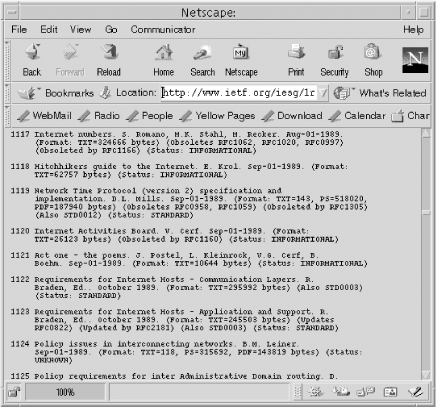 Netscape:
File Edit View Go Communicator Help
Back Forward Reload Home Search Netscape Print Security Shop
N
Bookmarks Location: http://www.ietf.org/iesg/1r What's Related
WebMail Radio People Yellow Pages Download Calendar Char
1117 Internet numbers. S. Romano, M.K. Stahl, M. Recker. Aug-01-1989.
(Format: TXT=324666 bytes) (Obsoletes RFC1062, RFC1020, RFC0997)
(Obsoleted by RFC1166) (Status: INFORMATIONAL)
1118 Hitchhikers guide to the Internet. E. Krol. Sep-01-1989. (Format:
TXT=62757 bytes) (Status: INFORMATIONAL)
1119 Network Time Protocol (version 2) specification and
implementation. D.L. Mills. Sep-01-1989. (Format: TXT=143, PS=518020,
PDF=187940 bytes) (Obsoletes RFC0958, RFC1059) (Obsoleted by RFC1305)
(Also STD0012) (Status: STANDARD)
1120 Internet Activities Board. V. Cerf. Sep-01-1989. (Format:
TXT=26123 bytes) (Obsoleted by RFC1160) (Status: INFORMATIONAL)
1121 Act one - the poems. J. Postel, L. Kleinrock, V.G. Cerf, B.
Boehm. Sep-01-1989. (Format: TXT=10644 bytes) (Status: INFORMATIONAL)
1122 Requirements for Internet Hosts - Communication Layers. R.
Braden, Ed.. October 1989. (Format: TXT=295992 bytes) (Also STD0003)
(Status: STANDARD)
1123 Requirements for Internet Hosts - Application and Support. R.
Braden, Ed.. October 1989. (Format: TXT=245503 bytes) (Updates
RFC0822) (Updated by RFC2181) (Also STD0003) (Status: STANDARD)
1124 Policy issues in interconnecting networks. B.M. Leiner.
Sep-01-1989. (Format: TXT=118, PS=315692, PDF=143819 bytes) (Status:
UNKNOWN)
1125 Policy requirements for inter Administrative Domain routing. D.
100%